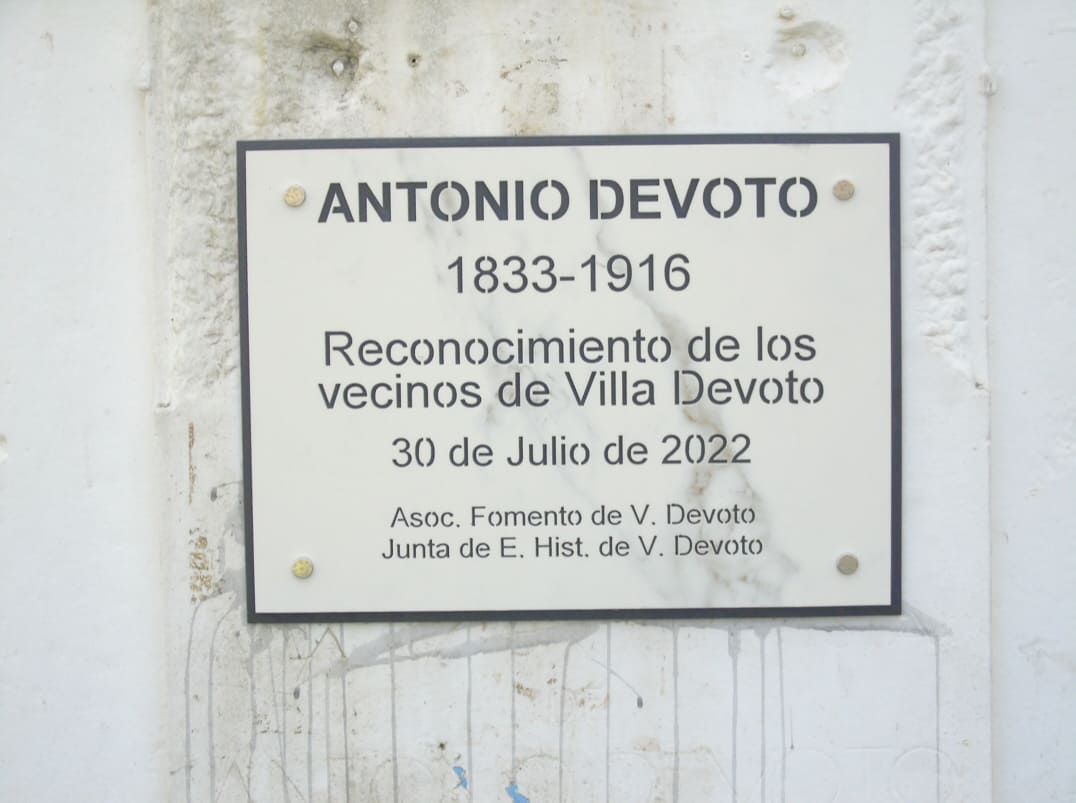 ANTONIO DEVOTO
1833-1916
Reconocimiento de los
vecinos de Villa Devoto
30 de Julio de 2022
Asoc. Fomento de V. Devoto
Junta de E. Hist. de V. Devoto